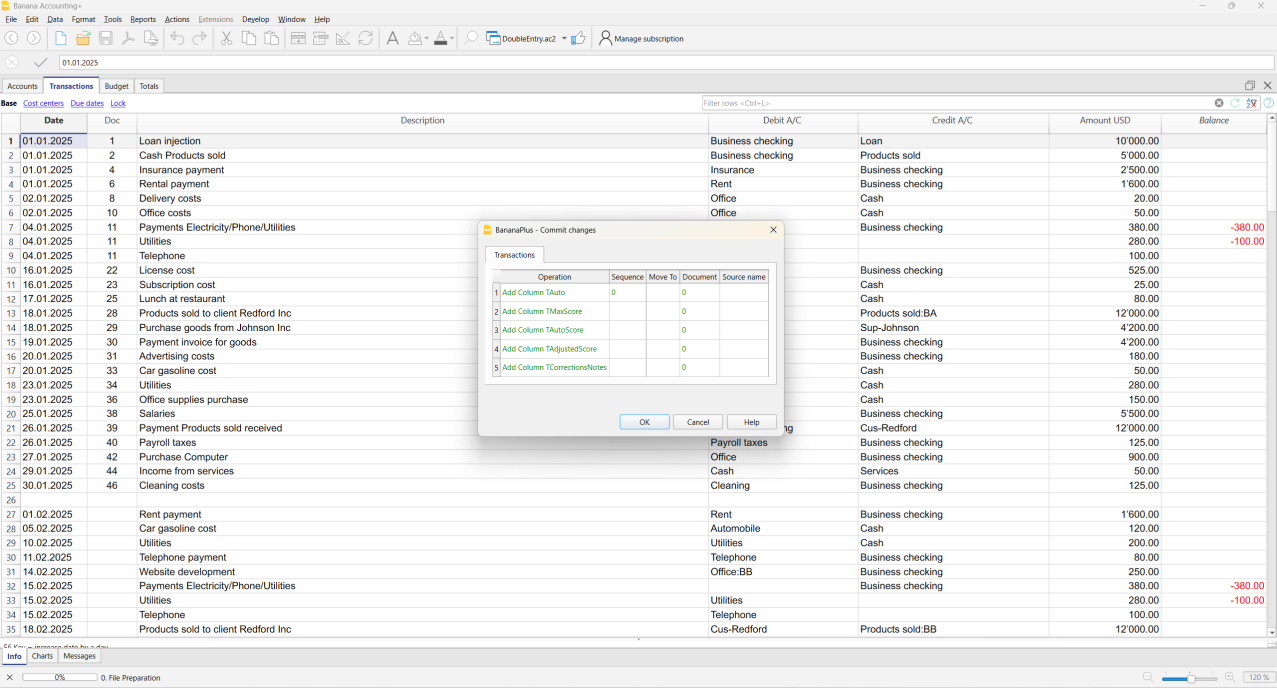 Banana Accounting+
File Edit Data Format Tools Reports Actions Extensions Develop Window Help
DoubleEntry.ac2 Manage subscription
01.01.2025
Accounts Transactions Budget Totals
Base Cost centers Due dates Lock Filter rows <Ctrl+L>
Date Doc Description Debit A/C Credit A/C Amount USD Balance
1 01.01.2025 1 Loan injection Business checking Loan 10'000.00
2 01.01.2025 2 Cash Products sold Business checking Products sold 5'000.00
3 01.01.2025 4 Insurance payment Insurance Business checking 2'500.00
4 01.01.2025 6 Rental payment Rent Business checking 1'600.00
5 02.01.2025 8 Delivery costs Office Cash 20.00
6 02.01.2025 10 Office costs Office Cash 50.00
7 04.01.2025 11 Payments Electricity/Phone/Utilities Business checking 380.00 -380.00
8 04.01.2025 11 Utilities 280.00 -100.00
9 04.01.2025 11 Telephone 100.00
10 16.01.2025 22 License cost Business checking 525.00
11 16.01.2025 23 Subscription cost Cash 25.00
12 17.01.2025 25 Lunch at restaurant Cash 80.00
13 18.01.2025 28 Products sold to client Redford Inc Products sold:BA 12'000.00
14 18.01.2025 29 Purchase goods from Johnson Inc Sup-Johnson 4'200.00
15 19.01.2025 30 Payment invoice for goods Business checking 4'200.00
16 20.01.2025 31 Advertising costs Business checking 180.00
17 20.01.2025 33 Car gasoline cost Cash 50.00
18 23.01.2025 34 Utilities Cash 280.00
19 23.01.2025 36 Office supplies purchase Cash 150.00
20 25.01.2025 38 Salaries Business checking 5'500.00
21 26.01.2025 39 Payment Products sold received ng Cus-Redford 12'000.00
22 26.01.2025 40 Payroll taxes Payroll taxes Business checking 125.00
23 27.01.2025 42 Purchase Computer Office Business checking 900.00
24 29.01.2025 44 Income from services Cash Services 50.00
25 30.01.2025 46 Cleaning costs Cleaning Business checking 125.00
26
27 01.02.2025 Rent payment Rent Business checking 1'600.00
28 05.02.2025 Car gasoline cost Automobile Cash 120.00
29 10.02.2025 Utilities Utilities Cash 200.00
30 11.02.2025 Telephone payment Telephone Business checking 80.00
31 14.02.2025 Website development Office:BB Business checking 250.00
32 15.02.2025 Payments Electricity/Phone/Utilities Business checking 380.00 -380.00
33 15.02.2025 Utilities Utilities 280.00 -100.00
34 15.02.2025 Telephone Telephone 100.00
35 18.02.2025 Products sold to client Redford Inc Cus-Redford Products sold:BB 12'000.00
BananaPlus - Commit changes
Transactions
Operation Sequence Move To Document Source name
1 Add Column TAuto 0 0
2 Add Column TMaxScore 0
3 Add Column TAutoScore 0
4 Add Column TAdjustedScore 0
5 Add Column TCorrectionsNotes 0
OK Cancel Help
F6 Key = increase date by a day
Info Charts Messages
0% 0. File Preparation 120 %